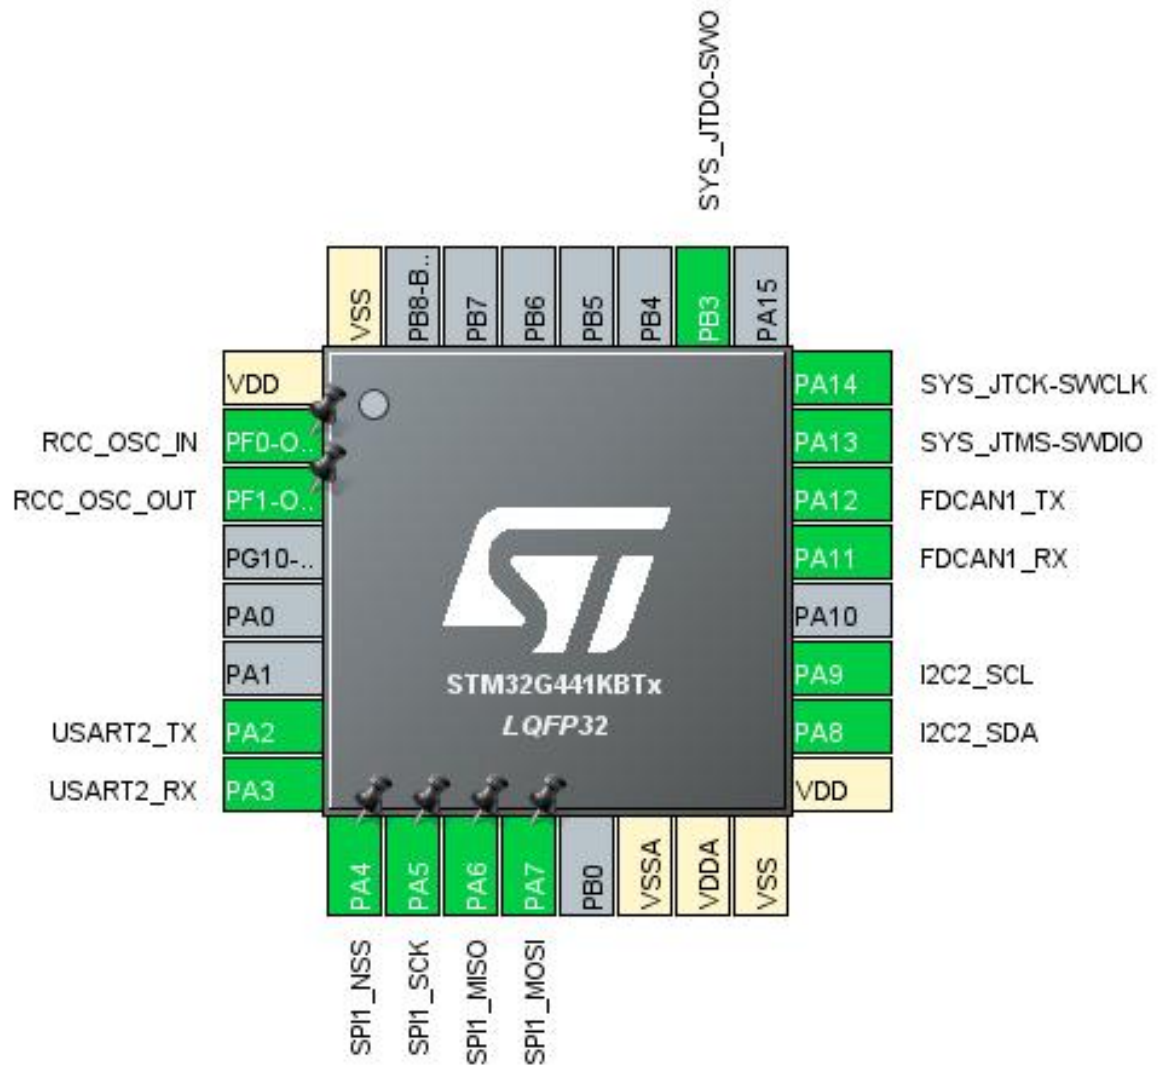 SYS_JTDO-SWO
VSS
PB8-B..
PB7
PB6
PB5
PB4
PB3
PA15
VDD
RCC_OSC_IN PF0-O..
RCC_OSC_OUT PF1-O..
PG10-..
PA0
PA1
USART2_TX PA2
USART2_RX PA3
PA14 SYS_JTCK-SWCLK
PA13 SYS_JTMS-SWDIO
PA12 FDCAN1_TX
PA11 FDCAN1_RX
PA10
PA9 I2C2_SCL
PA8 I2C2_SDA
VDD
ST
STM32G441KBTx
LQFP32
PA4
PA5
PA6
PA7
PB0
VSSA
VDDA
VSS
SPI1_NSS
SPI1_SCK
SPI1_MISO
SPI1_MOSI